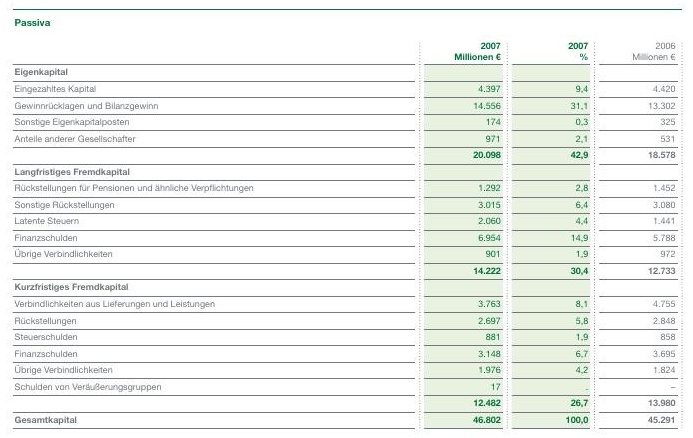 Passiva
2007 2007 2006
Millionen € % Millionen €
Eigenkapital
Eingezahltes Kapital 4.397 9,4 4.420
Gewinnrücklagen und Bilanzgewinn 14.556 31,1 13.302
Sonstige Eigenkapitalposten 174 0,3 325
Anteile anderer Gesellschafter 971 2,1 531
20.098 42,9 18.578
Langfristiges Fremdkapital
Rückstellungen für Pensionen und ähnliche Verpflichtungen 1.292 2,8 1.452
Sonstige Rückstellungen 3.015 6,4 3.080
Latente Steuern 2.060 4,4 1.441
Finanzschulden 6.954 14,9 5.788
Übrige Verbindlichkeiten 901 1,9 972
14.222 30,4 12.733
Kurzfristiges Fremdkapital
Verbindlichkeiten aus Lieferungen und Leistungen 3.763 8,1 4.755
Rückstellungen 2.697 5,8 2.848
Steuerschulden 881 1,9 858
Finanzschulden 3.148 6,7 3.695
Übrige Verbindlichkeiten 1.976 4,2 1.824
Schulden von Veräußerungsgruppen 17 . –
12.482 26,7 13.980
Gesamtkapital 46.802 100,0 45.291